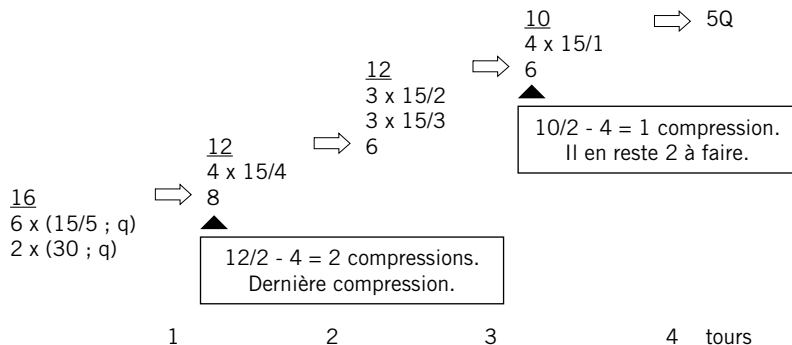 16
6 x (15/5 ; q)
2 x (30 ; q)
12
4 x 15/4
8
12/2 - 4 = 2 compressions.
Dernière compression.
12
3 x 15/2
3 x 15/3
6
10
4 x 15/1
6
10/2 - 4 = 1 compression.
Il en reste 2 à faire.
5Q
1 2 3 4 tours